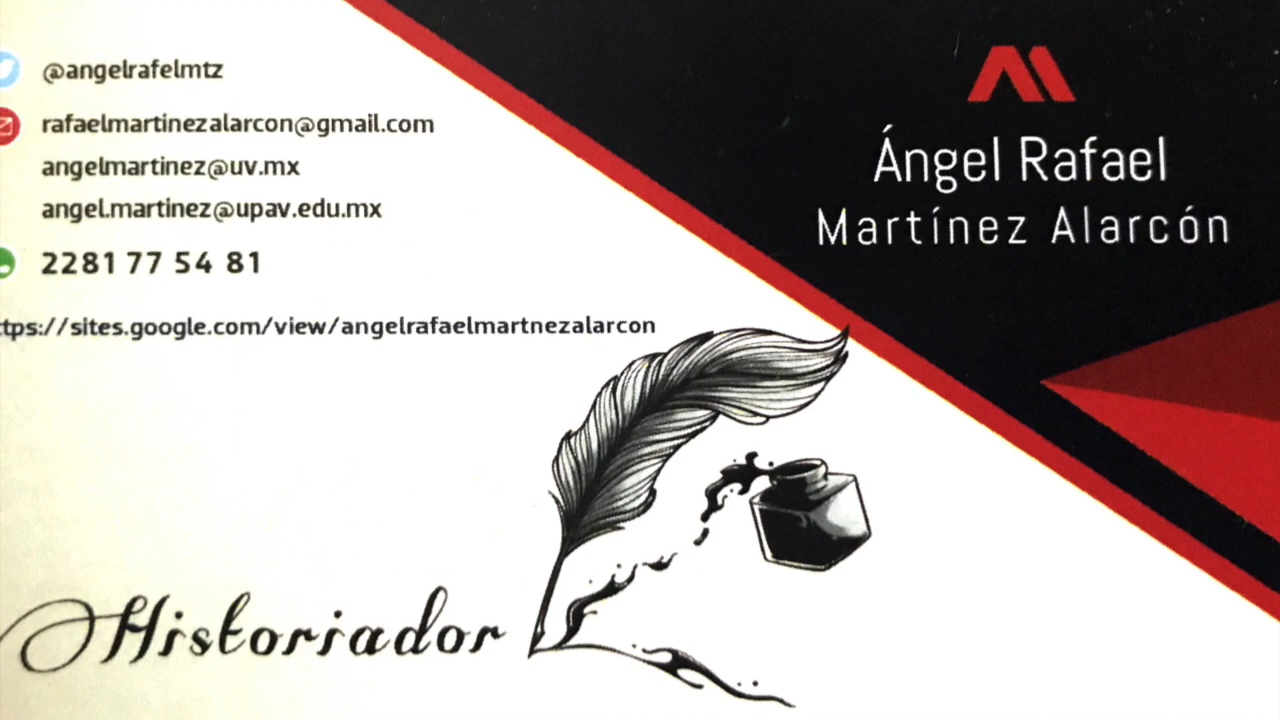 @angelrafelmtz
rafaelmartinezalarcon@gmail.com
angelmartinez@uv.mx
angel.martinez@upav.edu.mx
2281 77 54 81
ttps://sites.google.com/view/angelrafaelmartnezalarcon
Historiador
Ángel Rafael
Martínez Alarcón